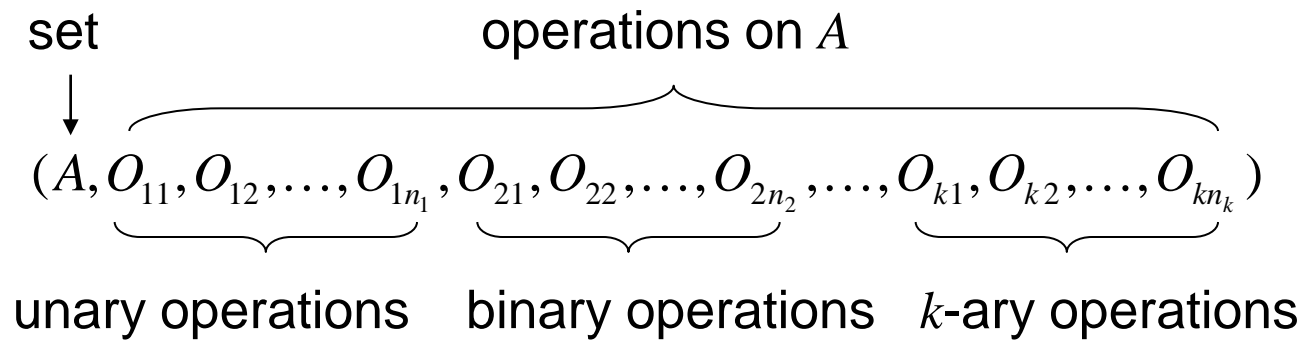 set operations on A
(A, O₁₁, O₁₂, …, O₁ₙ₁, O₂₁, O₂₂, …, O₂ₙ₂, …, Oₖ₁, Oₖ₂, …, Oₖₙₖ)
unary operations binary operations k-ary operations